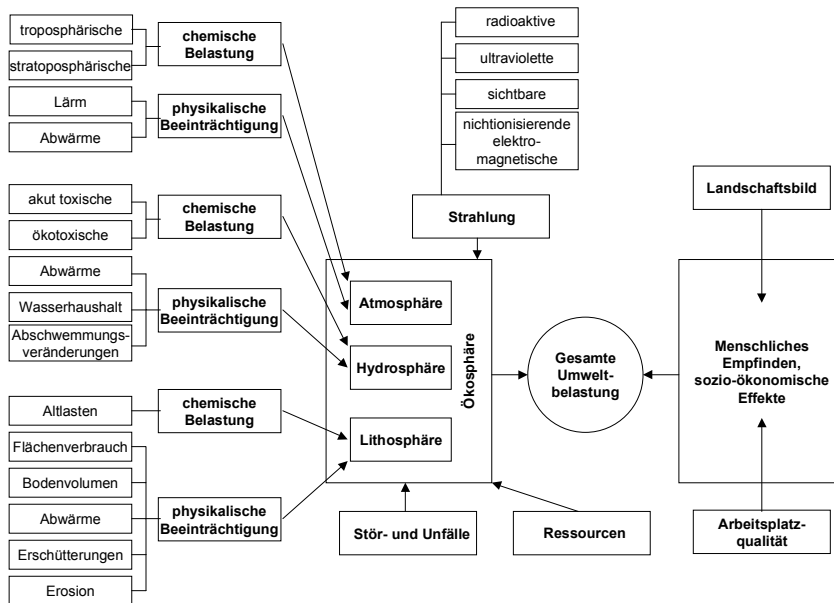 troposphärische
stratoposphärische
chemische
Belastung
Lärm
Abwärme
physikalische
Beeinträchtigung
akut toxische
ökotoxische
chemische
Belastung
Abwärme
Wasserhaushalt
Abschwemmungs-
veränderungen
physikalische
Beeinträchtigung
Altlasten
chemische
Belastung
Flächenverbrauch
Bodenvolumen
Abwärme
Erschütterungen
Erosion
physikalische
Beeinträchtigung
radioaktive
ultraviolette
sichtbare
nichtionisierende
elektro-
magnetische
Strahlung
Atmosphäre
Hydrosphäre
Lithosphäre
Ökosphäre
Stör- und Unfälle
Ressourcen
Gesamte
Umwelt-
belastung
Landschaftsbild
Menschliches
Empfinden,
sozio-ökonomische
Effekte
Arbeitsplatz-
qualität